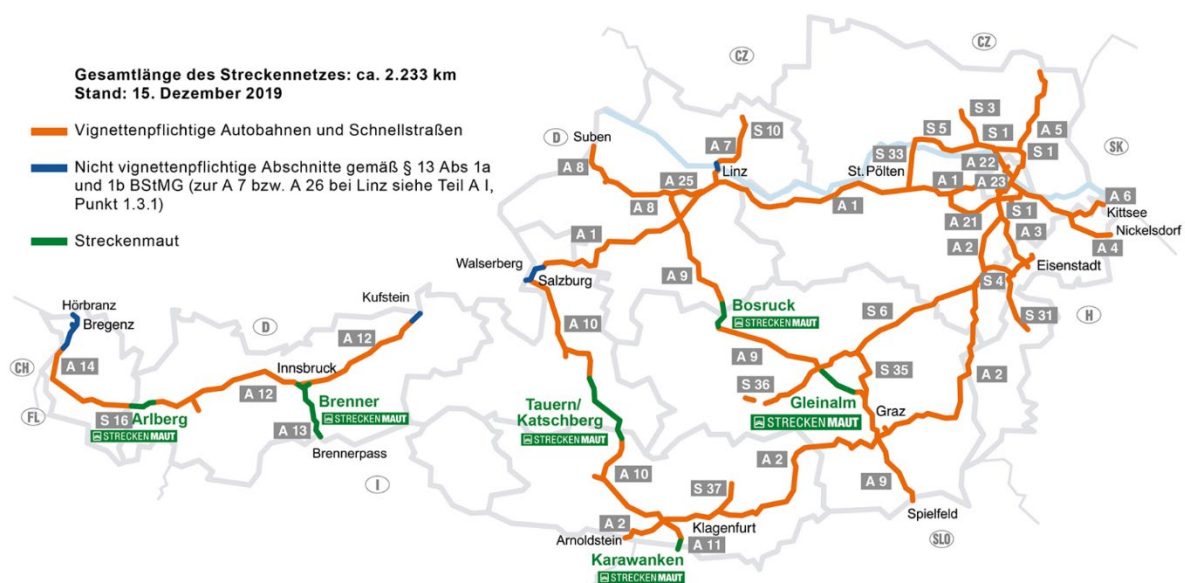 Gesamtlänge des Streckennetzes: ca. 2.233 km
Stand: 15. Dezember 2019
Vignettenpflichtige Autobahnen und Schnellstraßen
Nicht vignettenpflichtige Abschnitte gemäß § 13 Abs 1a
und 1b BStMG (zur A 7 bzw. A 26 bei Linz siehe Teil A I,
Punkt 1.3.1)
Streckenmaut
CZ
CZ
D
Suben
A 8
A 7
S 10
Linz
A 25
A 8
A 1
S 3
S 5
S 1
A 5
S 33
St. Pölten
A 22
S 1
SK
A 1
A 23
A 1
A 21
S 1
A 6
Kittsee
Nickelsdorf
A 4
A 3
A 2
Eisenstadt
S 4
Walserberg
Salzburg
A 9
H
S 31
Hörbranz
Bregenz
Kufstein
D
A 12
A 10
Bosruck
STRECKENMAUT
S 6
CH
A 14
Innsbruck
A 12
A 9
S 35
S 36
A 2
FL
S 16
Arlberg
STRECKENMAUT
Brenner
STRECKENMAUT
A 13
Brennerpass
Tauern/
Katschberg
STRECKENMAUT
Gleinalm
STRECKENMAUT
Graz
I
A 10
S 37
A 2
A 9
Spielfeld
A 2
Arnoldstein
Klagenfurt
A 11
SLO
Karawanken
STRECKENMAUT